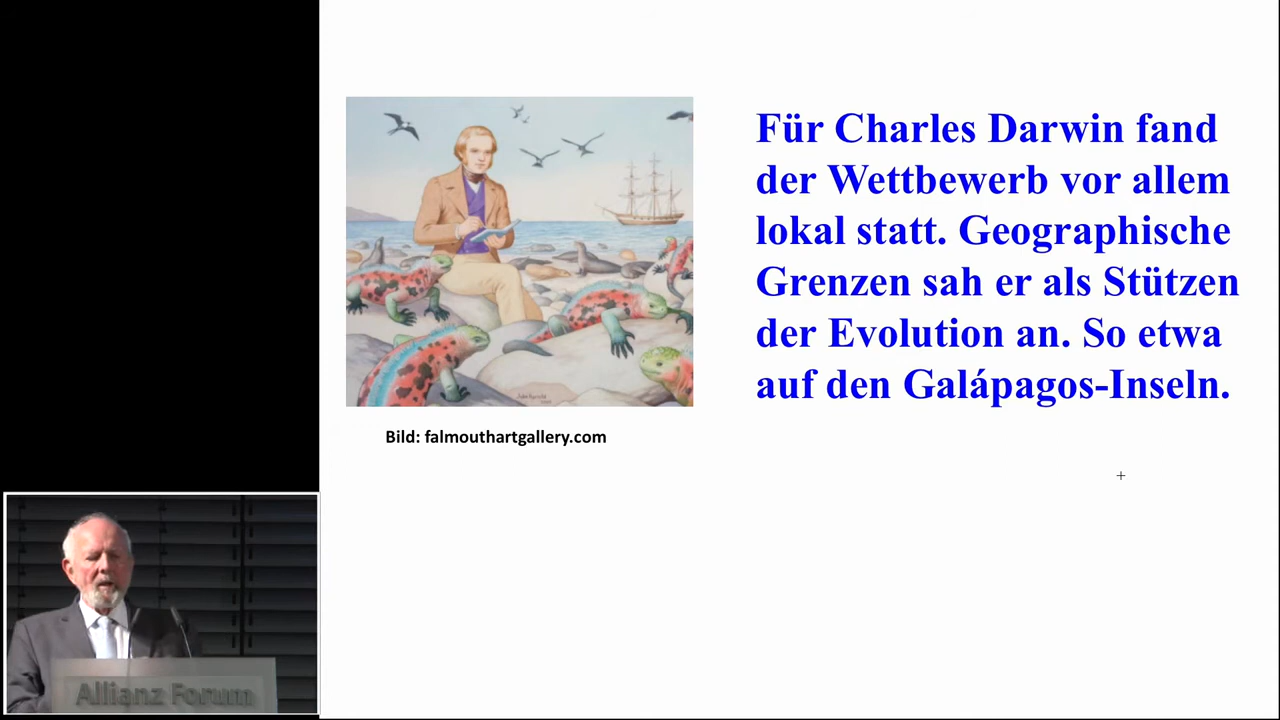 Für Charles Darwin fand
der Wettbewerb vor allem
lokal statt. Geographische
Grenzen sah er als Stützen
der Evolution an. So etwa
auf den Galápagos-Inseln.
Bild: falmouthartgallery.com
Allianz Forum